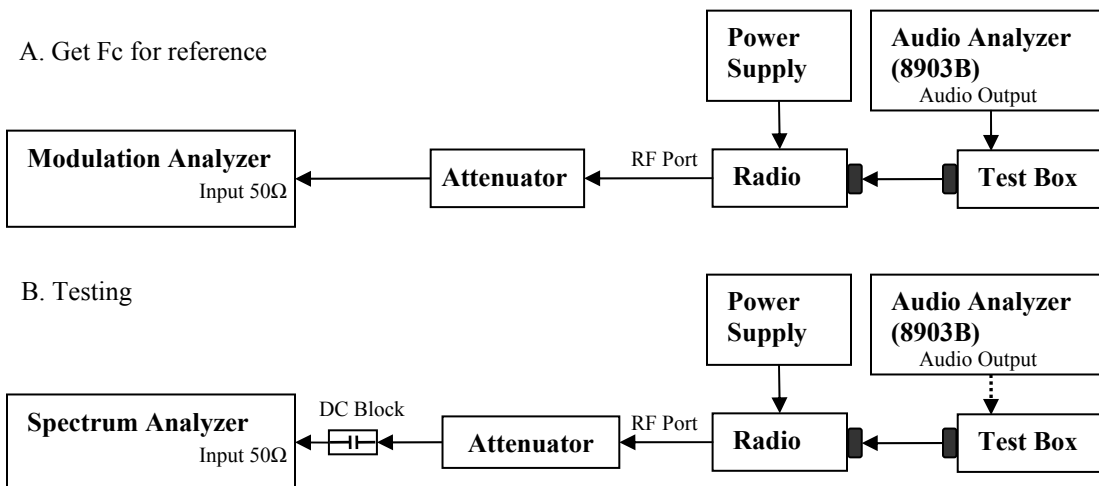 A. Get Fc for reference
Power
Supply
Audio Analyzer
(8903B)
Audio Output
Modulation Analyzer
Input 50Ω
Attenuator
RF Port
Radio
Test Box
B. Testing
Power
Supply
Audio Analyzer
(8903B)
Audio Output
Spectrum Analyzer
Input 50Ω
DC Block
Attenuator
RF Port
Radio
Test Box